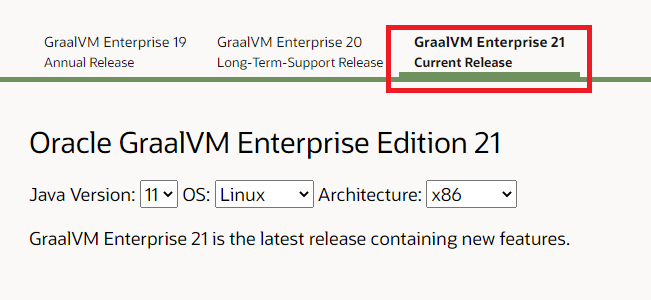 GraalVM Enterprise 19 GraalVM Enterprise 20 GraalVM Enterprise 21
Annual Release Long-Term-Support Release Current Release
Oracle GraalVM Enterprise Edition 21
Java Version: 11 OS: Linux Architecture: x86
GraalVM Enterprise 21 is the latest release containing new features.